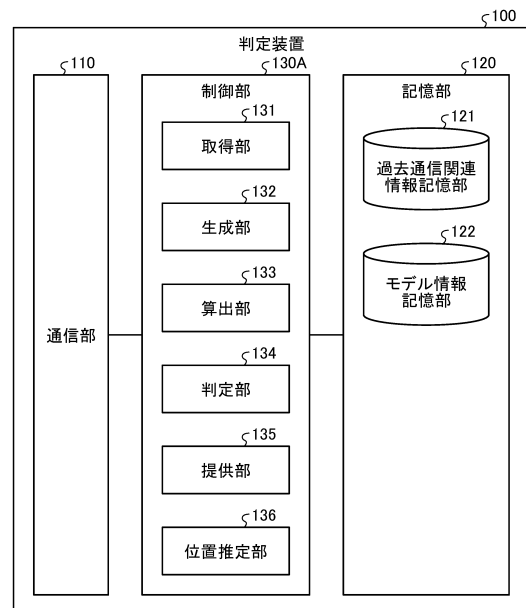 100
判定装置
110
通信部
130A
制御部
131
取得部
132
生成部
133
算出部
134
判定部
135
提供部
136
位置推定部
120
記憶部
121
過去通信関連
情報記憶部
122
モデル情報
記憶部